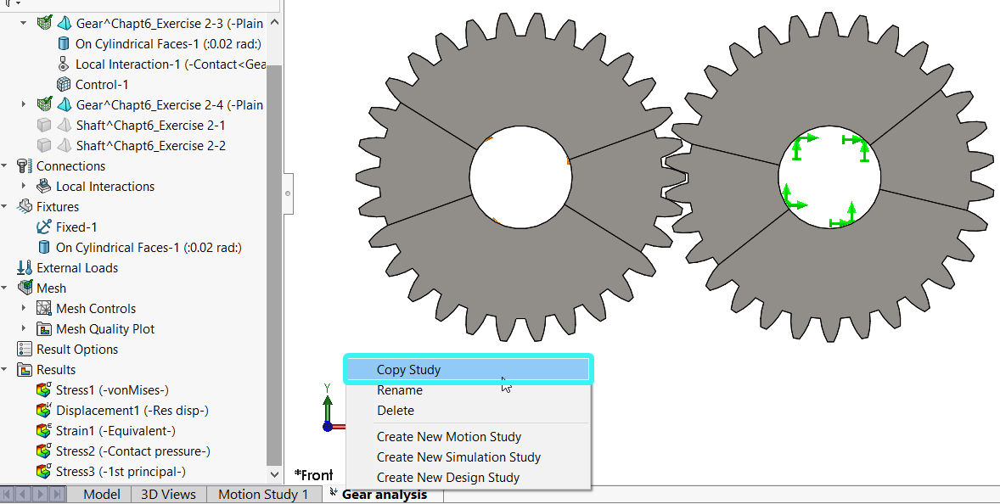 Gear^Chapt6_Exercise 2-3 (-Plain
On Cylindrical Faces-1 (:0.02 rad:)
Local Interaction-1 (-Contact<Gea
Control-1
Gear^Chapt6_Exercise 2-4 (-Plain
Shaft^Chapt6_Exercise 2-1
Shaft^Chapt6_Exercise 2-2
Connections
Local Interactions
Fixtures
Fixed-1
On Cylindrical Faces-1 (:0.02 rad:)
External Loads
Mesh
Mesh Controls
Mesh Quality Plot
Result Options
Results
Stress1 (-vonMises-)
Displacement1 (-Res disp-)
Strain1 (-Equivalent-)
Stress2 (-Contact pressure-)
Stress3 (-1st principal-)
Y
*Front
Copy Study
Rename
Delete
Create New Motion Study
Create New Simulation Study
Create New Design Study
Model 3D Views Motion Study 1 Gear analysis